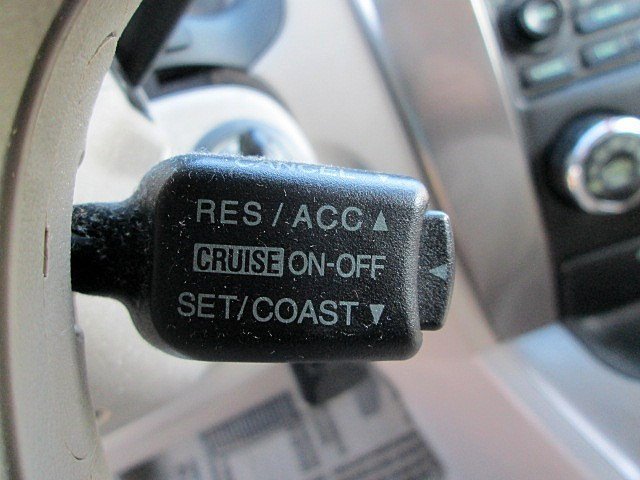 RES / ACC ▲
CRUISE ON-OFF ◀
SET/COAST ▼